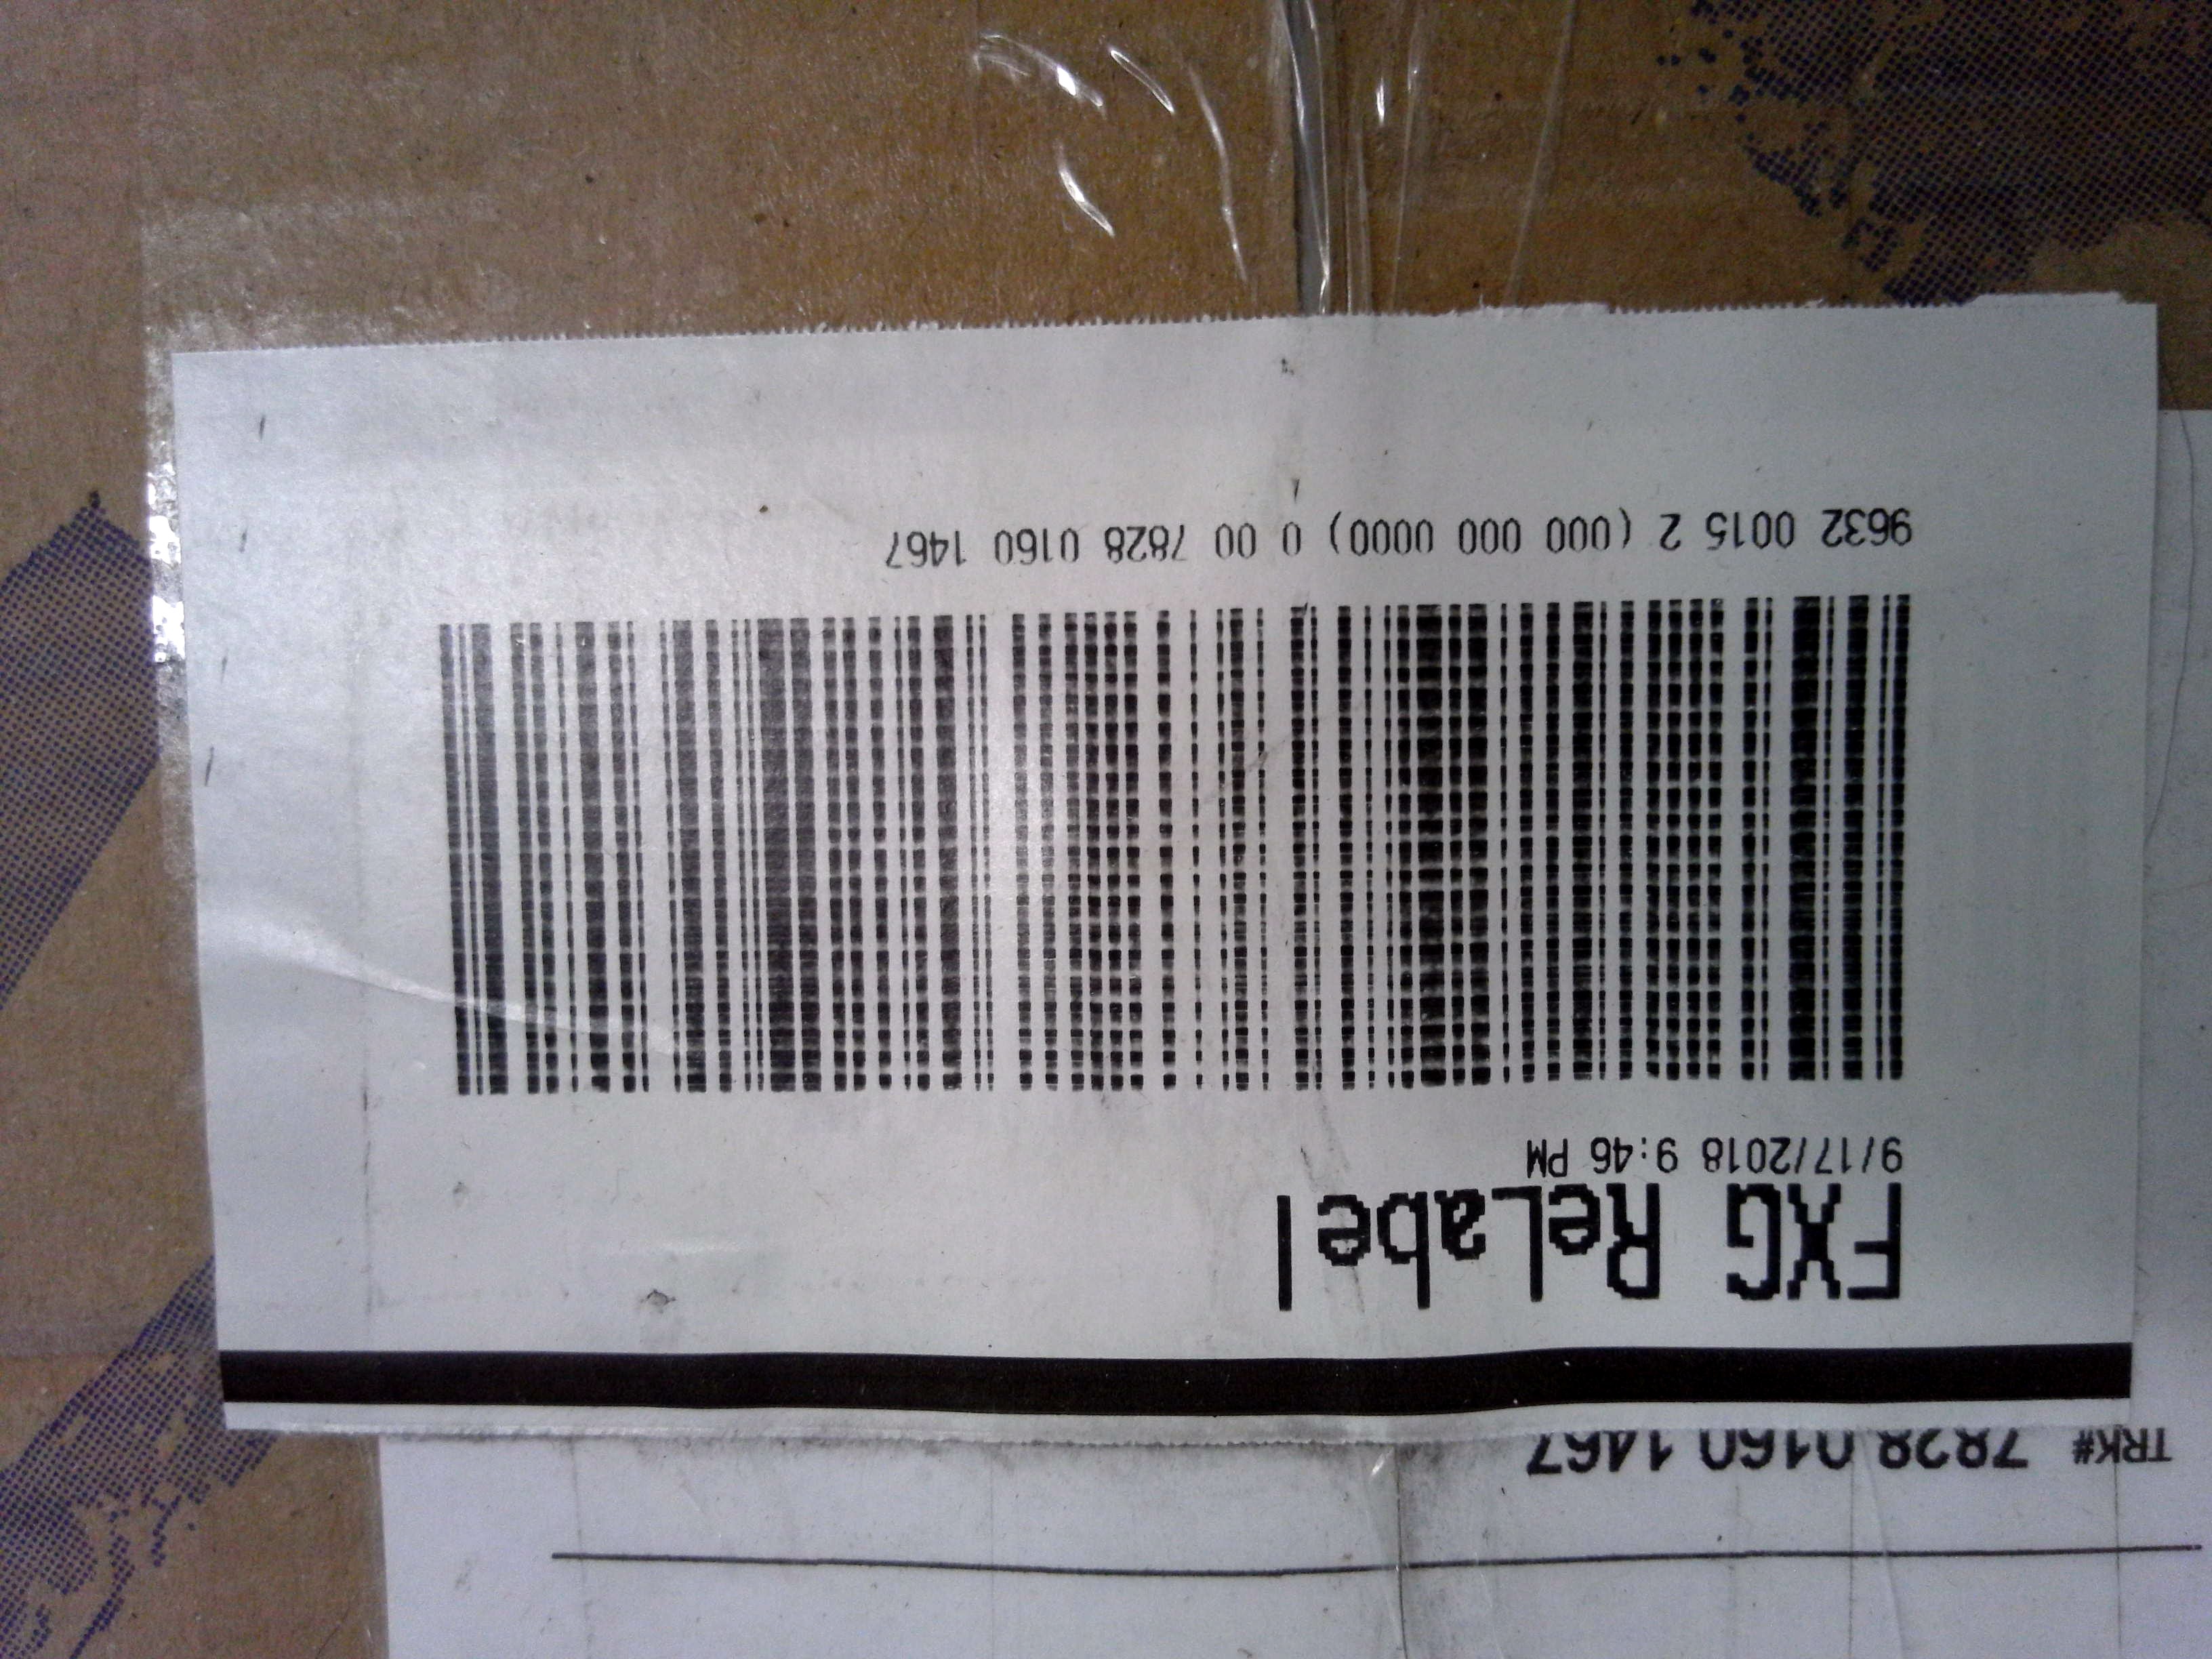 TRK# 7828 0160 1467
FXG ReLabel
9/17/2018 9:46 PM
9632 0015 2 (000 000 0000) 0 00 7828 0160 1467